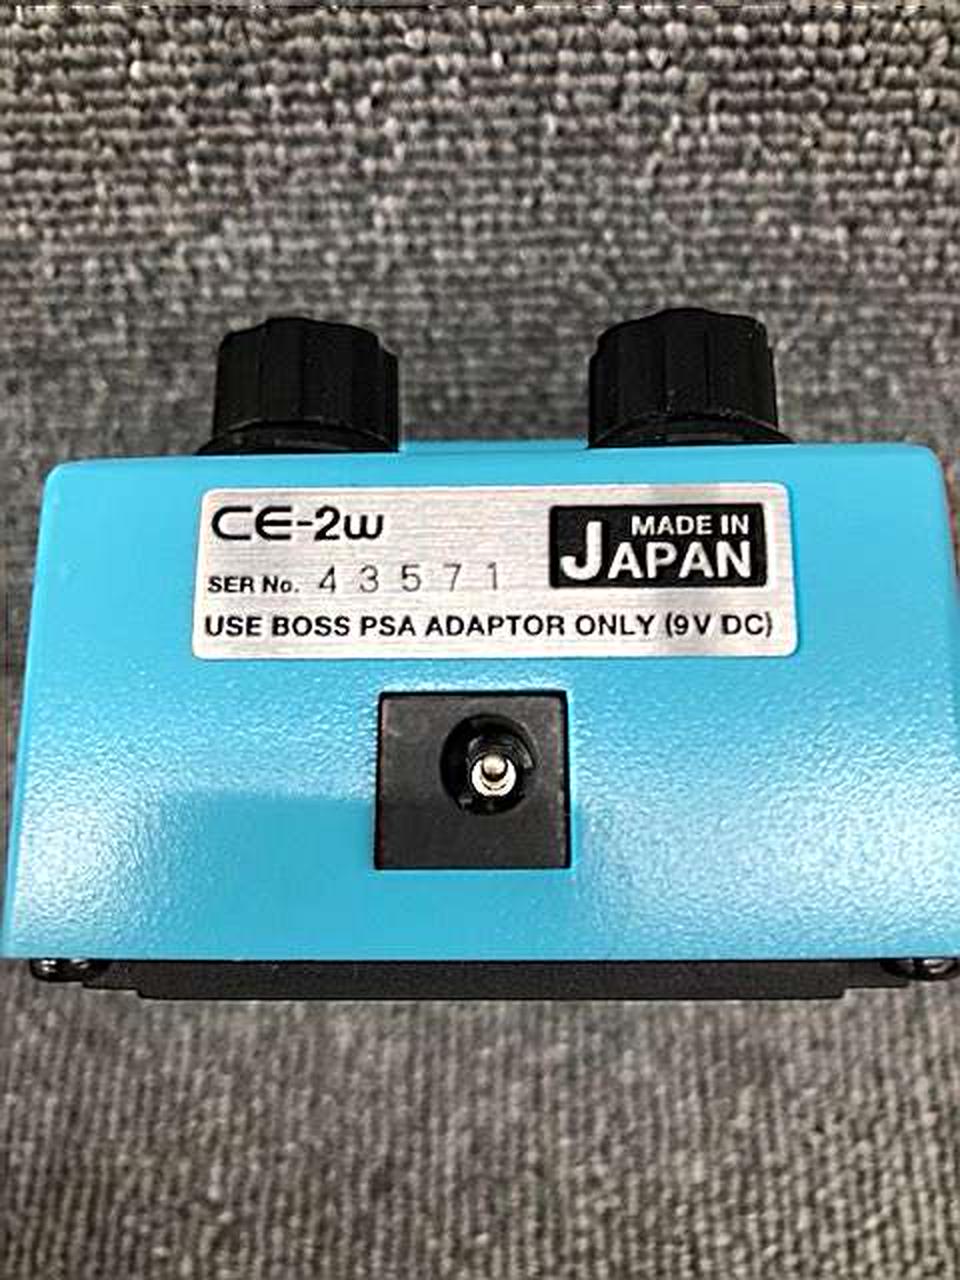 CE-2w
MADE IN
JAPAN
SER No. 43571
USE BOSS PSA ADAPTOR ONLY (9V DC)